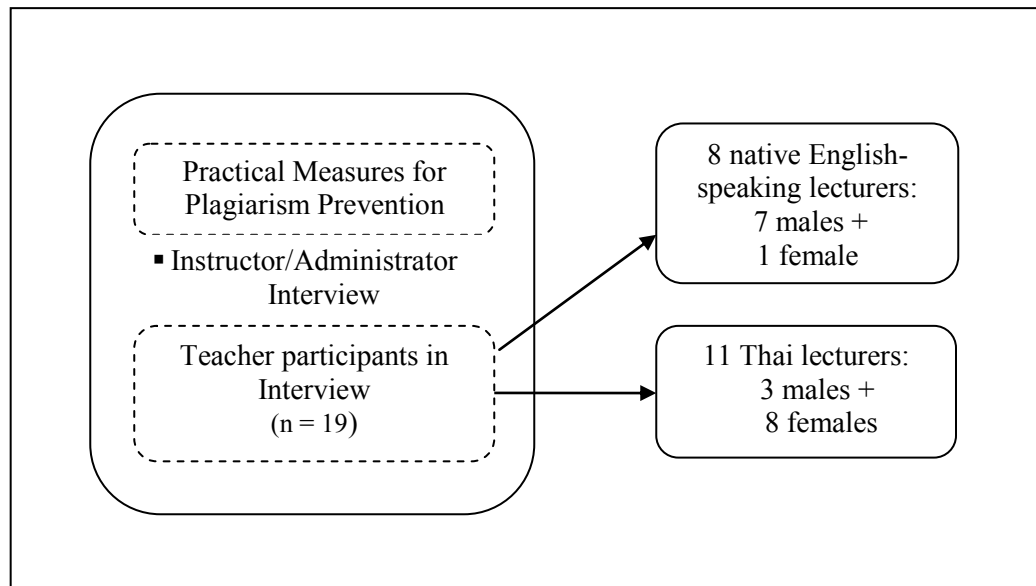 Practical Measures for
Plagiarism Prevention
▪ Instructor/Administrator
Interview
Teacher participants in
Interview
(n = 19)
8 native English-
speaking lecturers:
7 males +
1 female
11 Thai lecturers:
3 males +
8 females